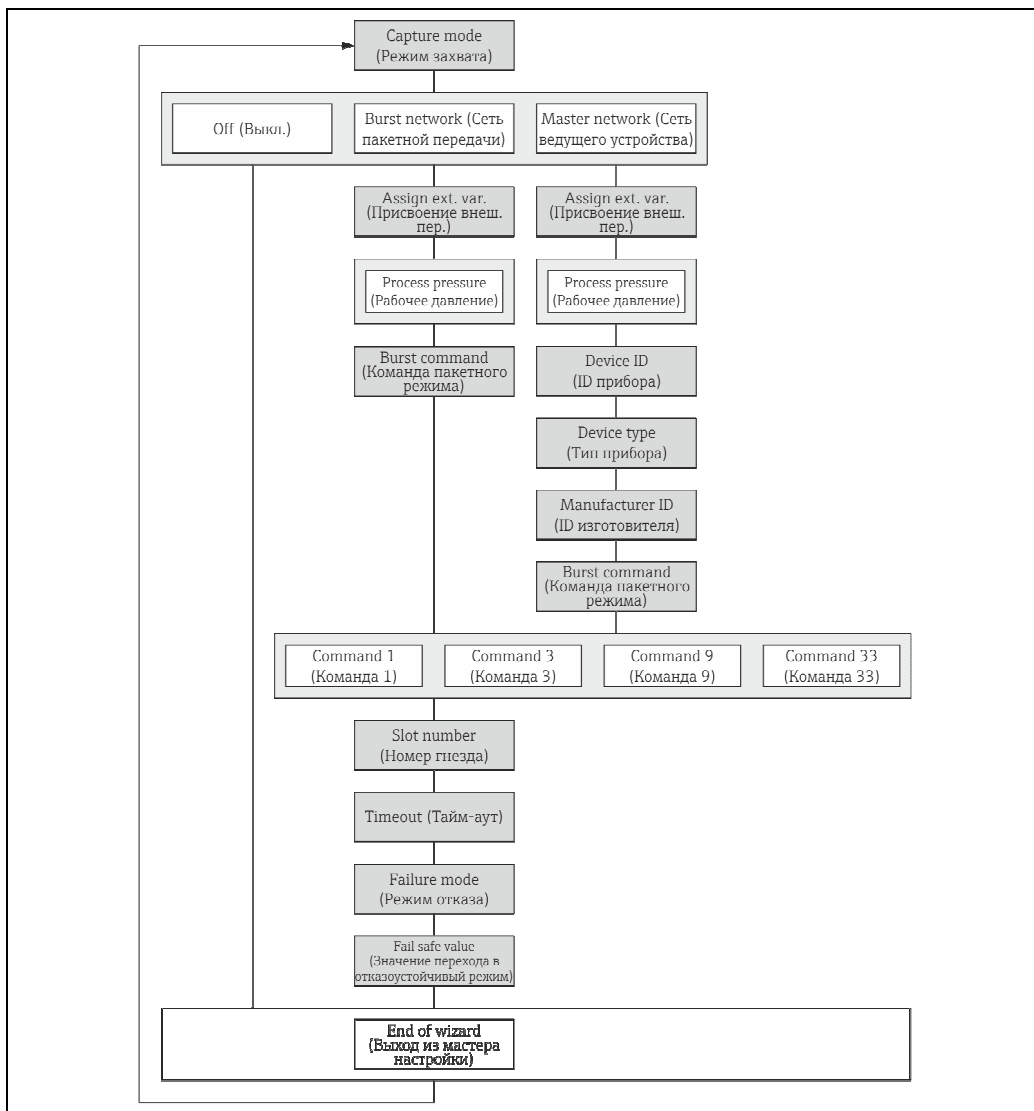 Capture mode
(Режим захвата)
Off (Выкл.)
Burst network (Сеть
пакетной передачи)
Master network (Сеть
ведущего устройства)
Assign ext. var.
(Присвоение внеш.
пер.)
Assign ext. var.
(Присвоение внеш.
пер.)
Process pressure
(Рабочее давление)
Process pressure
(Рабочее давление)
Burst command
(Команда пакетного
режима)
Device ID
(ID прибора)
Device type
(Тип прибора)
Manufacturer ID
(ID изготовителя)
Burst command
(Команда пакетного
режима)
Command 1
(Команда 1)
Command 3
(Команда 3)
Command 9
(Команда 9)
Command 33
(Команда 33)
Slot number
(Номер гнезда)
Timeout (Тайм-аут)
Failure mode
(Режим отказа)
Fail safe value
(Значение перехода в
отказоустойчивый режим)
End of wizard
(Выход из мастера
настройки)